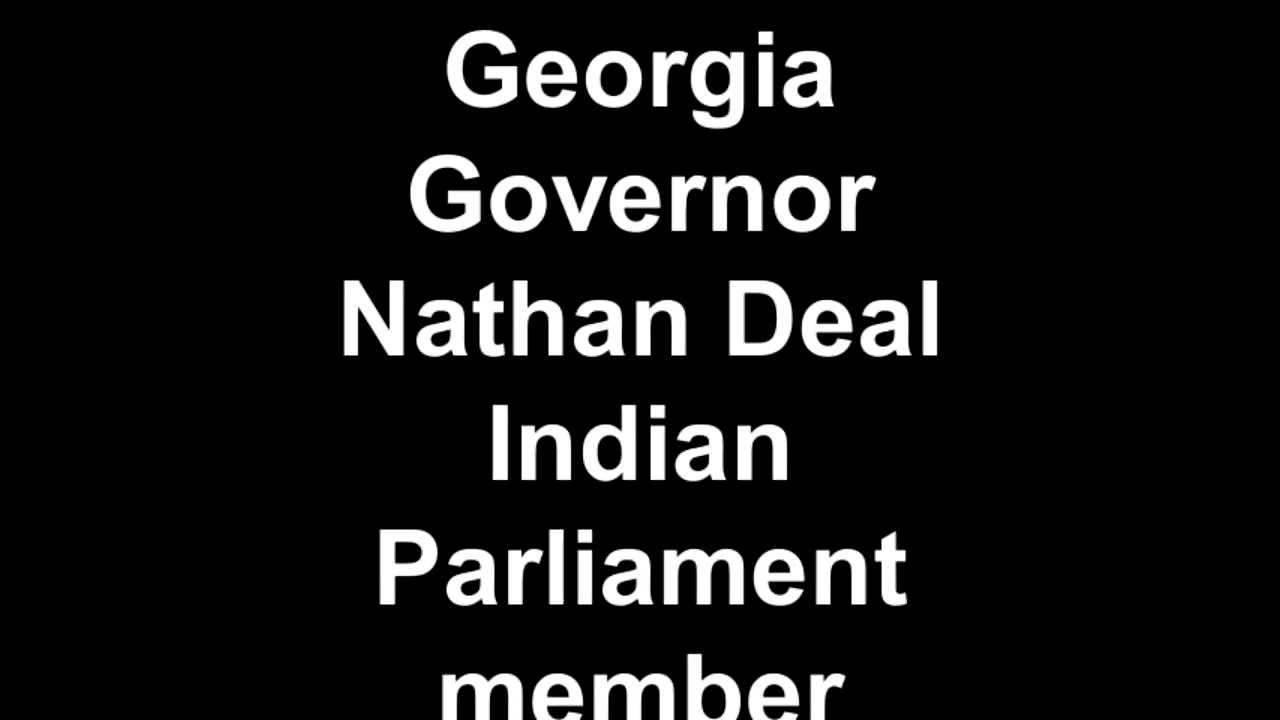 Georgia
Governor
Nathan Deal
Indian
Parliament
member